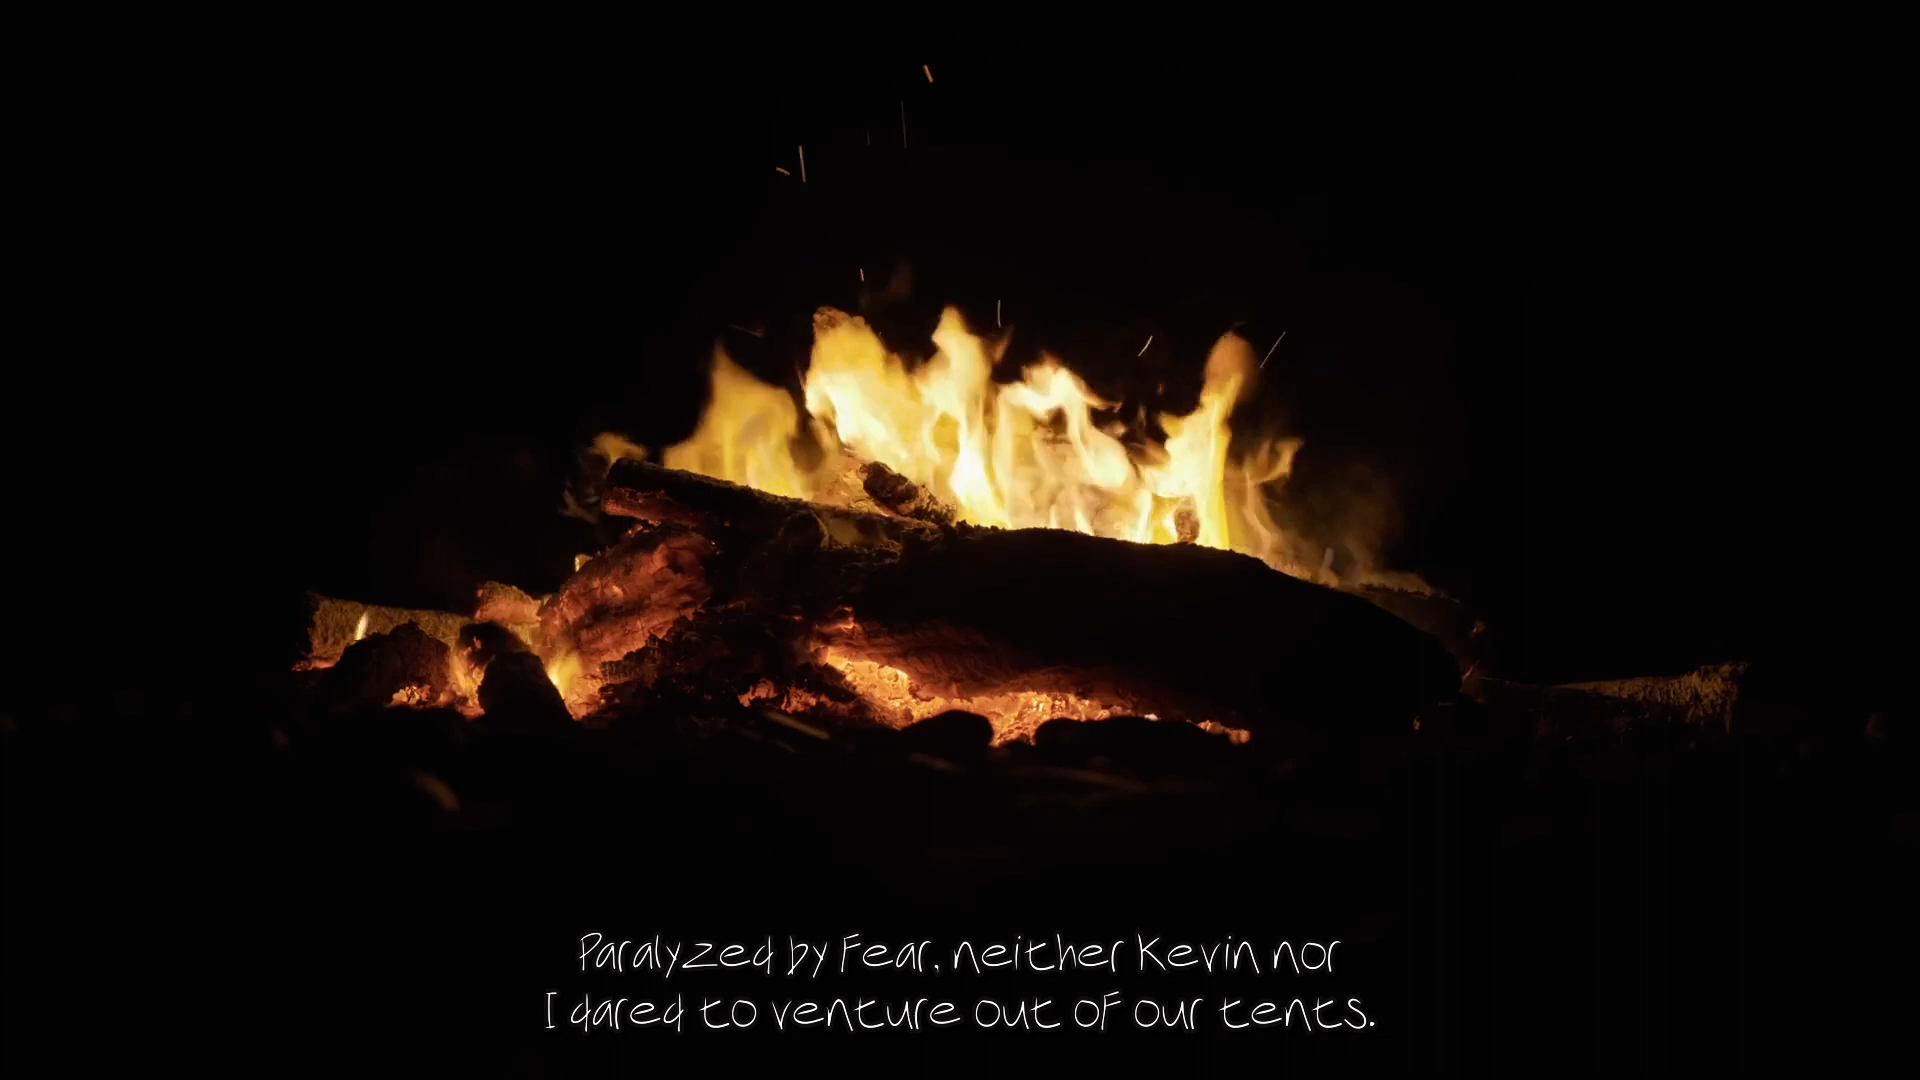 Paralyzed by Fear, neither Kevin nor
I dared to venture out of our tents.